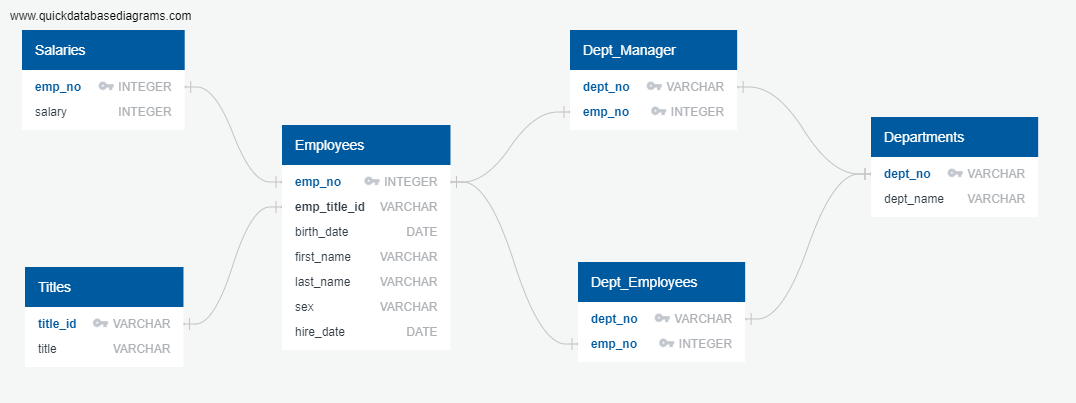 www.quickdatabasediagrams.com
Salaries
emp_no INTEGER
salary INTEGER
Employees
emp_no INTEGER
emp_title_id VARCHAR
birth_date DATE
first_name VARCHAR
last_name VARCHAR
sex VARCHAR
hire_date DATE
Titles
title_id VARCHAR
title VARCHAR
Dept_Manager
dept_no VARCHAR
emp_no INTEGER
Dept_Employees
dept_no VARCHAR
emp_no INTEGER
Departments
dept_no VARCHAR
dept_name VARCHAR